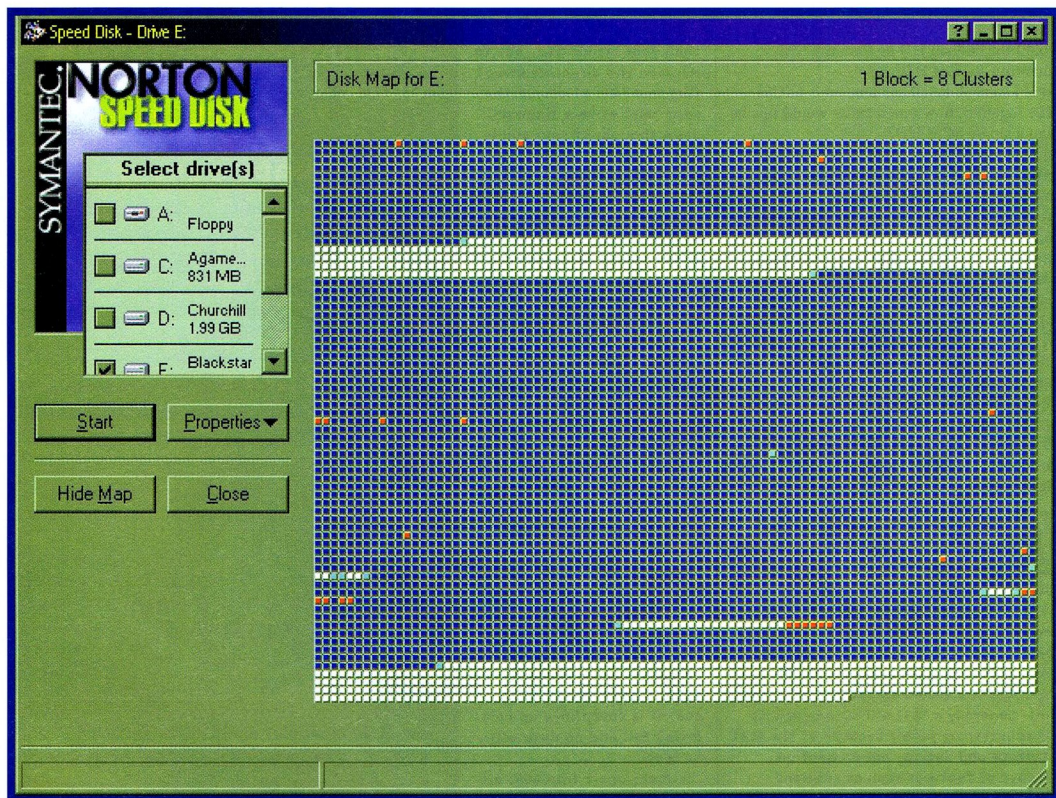 Speed Disk - Drive E:
SYMANTEC.
NORTON
SPEED DISK
Select drive(s)
A: Floppy
C: Agame...
831 MB
D: Churchill
1.99 GB
Blackstar
Start
Properties
Hide Map
Close
Disk Map for E:
1 Block = 8 Clusters